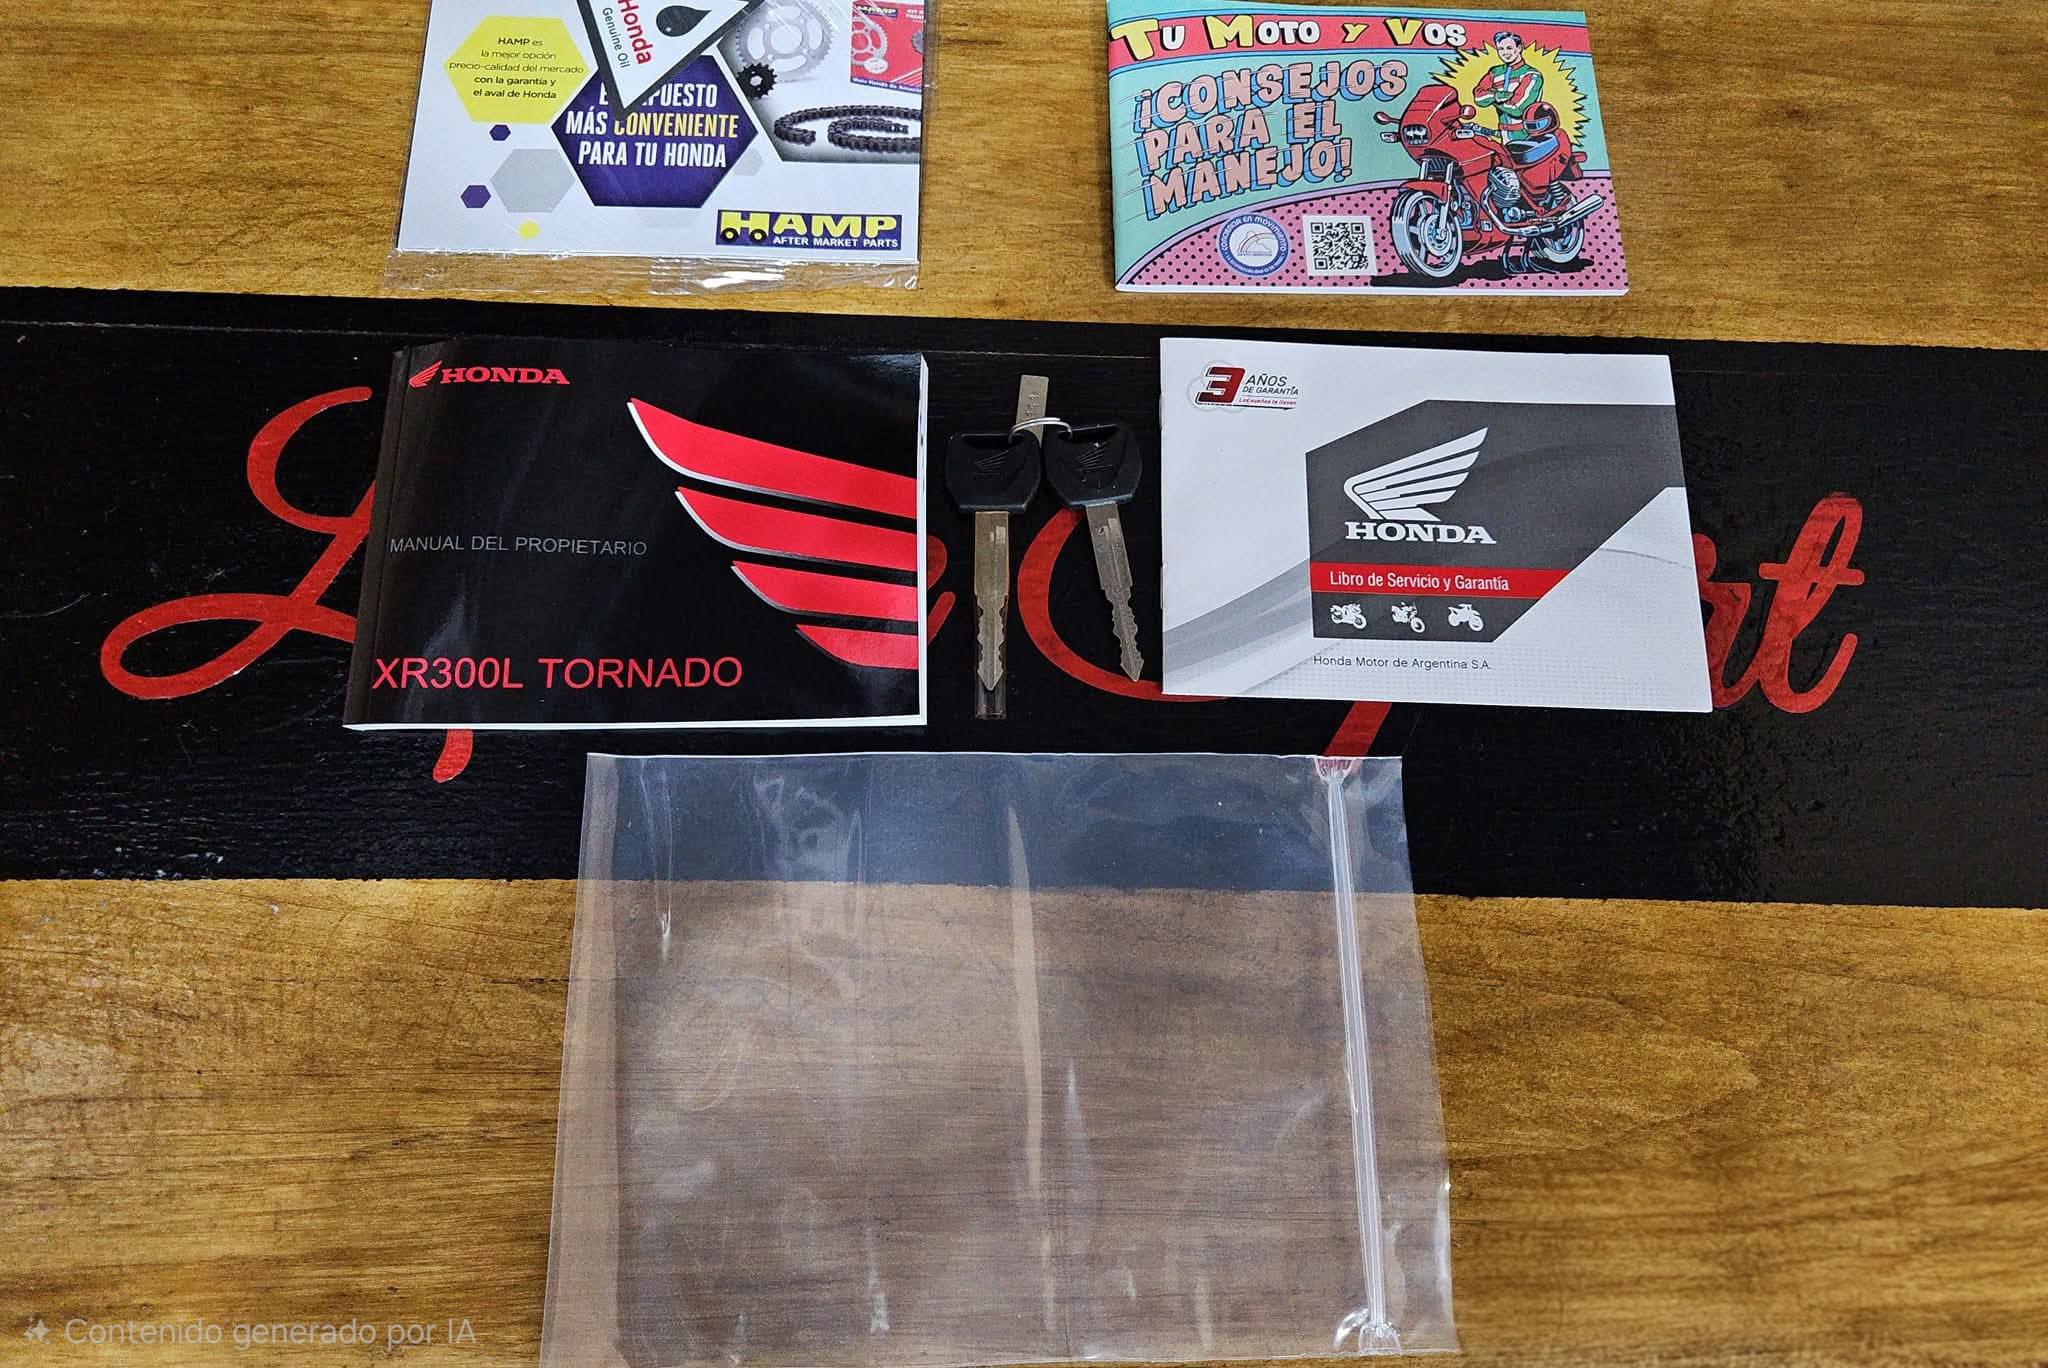 HAMP es
la mejor opción
precio-calidad del mercado
con la garantía y
el aval de Honda
Honda
Genuine Oil
MÁS CONVENIENTE
PARA TU HONDA
HAMP
AFTER MARKET PARTS
TU MOTO Y VOS
¡CONSEJOS
PARA EL
MANEJO!
CONCIENCIA EN MOVIMIENTO
HONDA
MANUAL DEL PROPIETARIO
XR300L TORNADO
3 AÑOS
DE GARANTÍA
HONDA
Libro de Servicio y Garantía
Honda Motor de Argentina S.A.
Contenido generado por IA